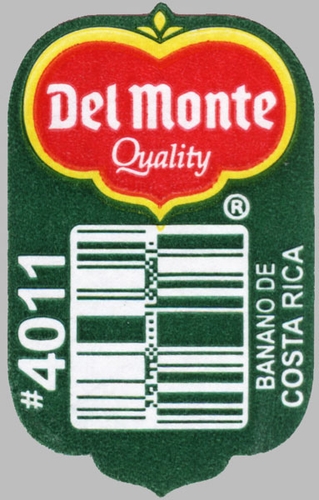 Del Monte
Quality
®
#4011
BANANO DE
COSTA RICA